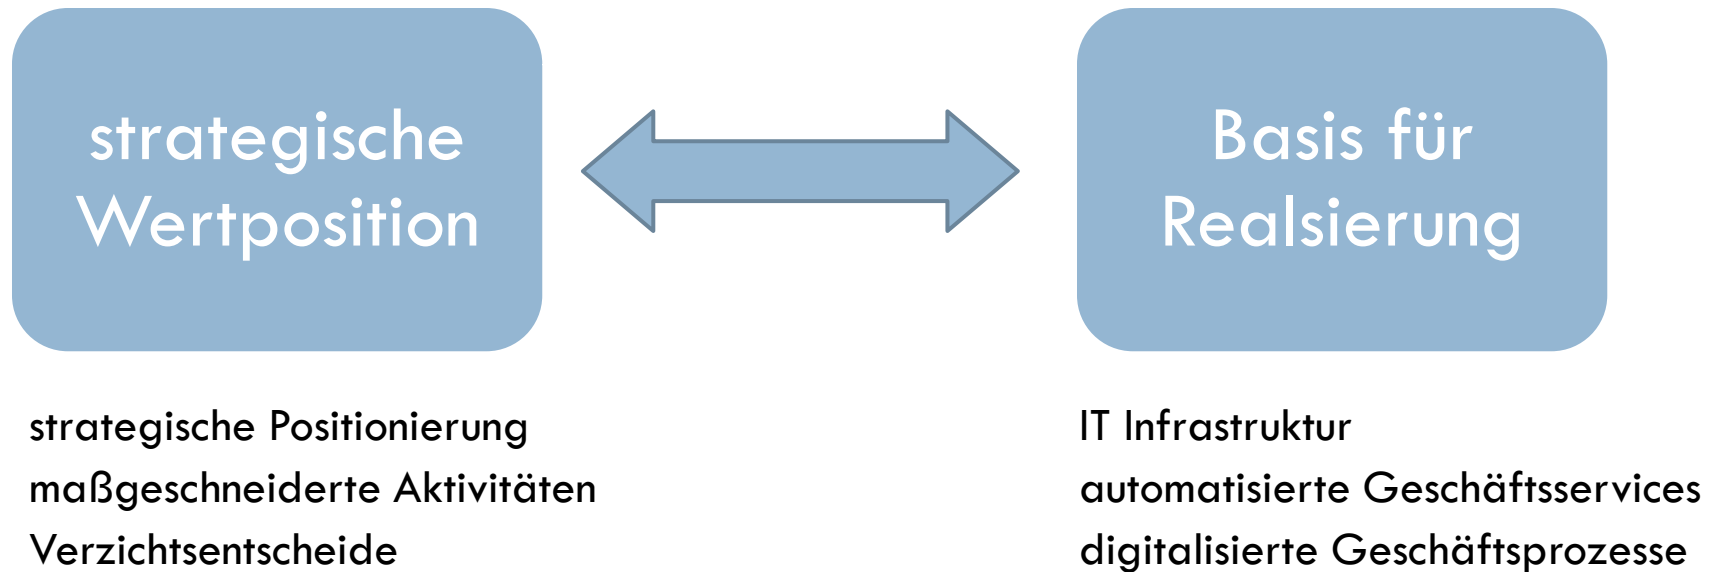 strategische
Wertposition
Basis für
Realsierung
strategische Positionierung
maßgeschneiderte Aktivitäten
Verzichtsentscheide
IT Infrastruktur
automatisierte Geschäftsservices
digitalisierte Geschäftsprozesse